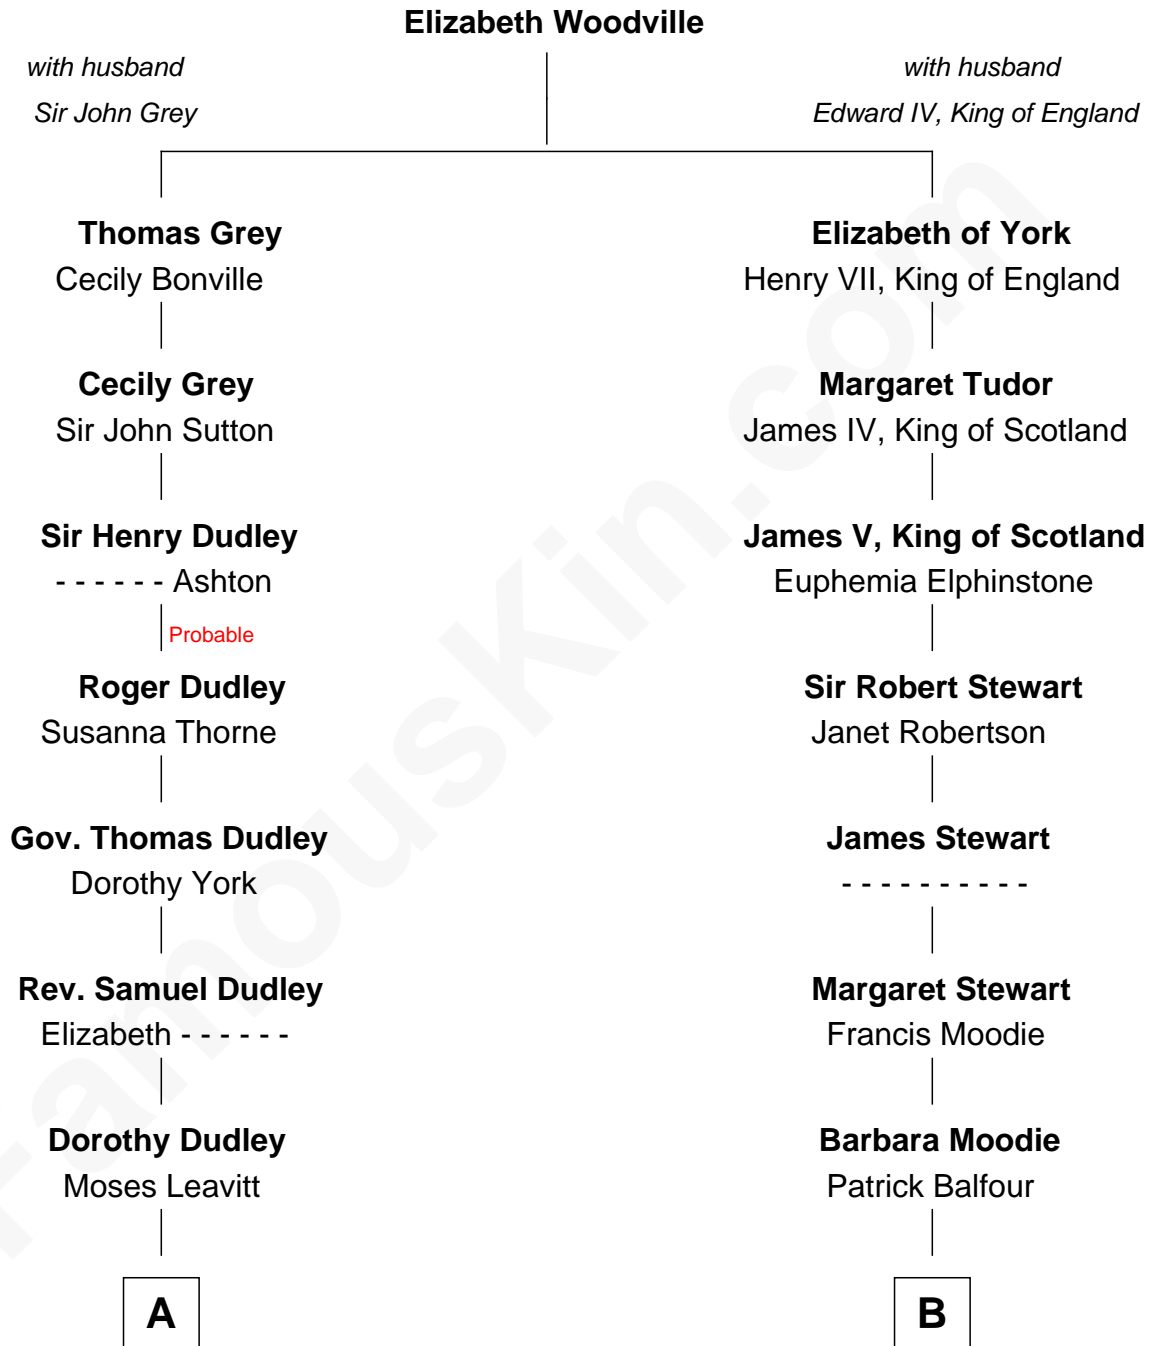 Elizabeth Woodville
with husband
Sir John Grey
with husband
Edward IV, King of England
Thomas Grey
Cecily Bonville
Elizabeth of York
Henry VII, King of England
Cecily Grey
Sir John Sutton
Margaret Tudor
James IV, King of Scotland
Sir Henry Dudley
- - - - - - Ashton
James V, King of Scotland
Euphemia Elphinstone
Probable
Roger Dudley
Susanna Thorne
Sir Robert Stewart
Janet Robertson
Gov. Thomas Dudley
Dorothy York
James Stewart
- - - - - - - - - -
Rev. Samuel Dudley
Elizabeth - - - - - -
Margaret Stewart
Francis Moodie
Dorothy Dudley
Moses Leavitt
Barbara Moodie
Patrick Balfour
A
B
FamousKin.com